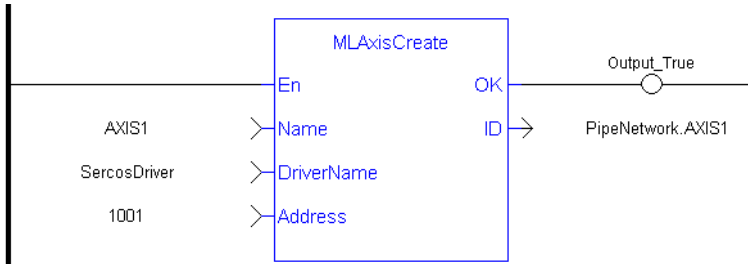 MLAxisCreate
Output_True
En
OK
AXIS1
Name
ID
PipeNetwork.AXIS1
SercosDriver
DriverName
1001
Address